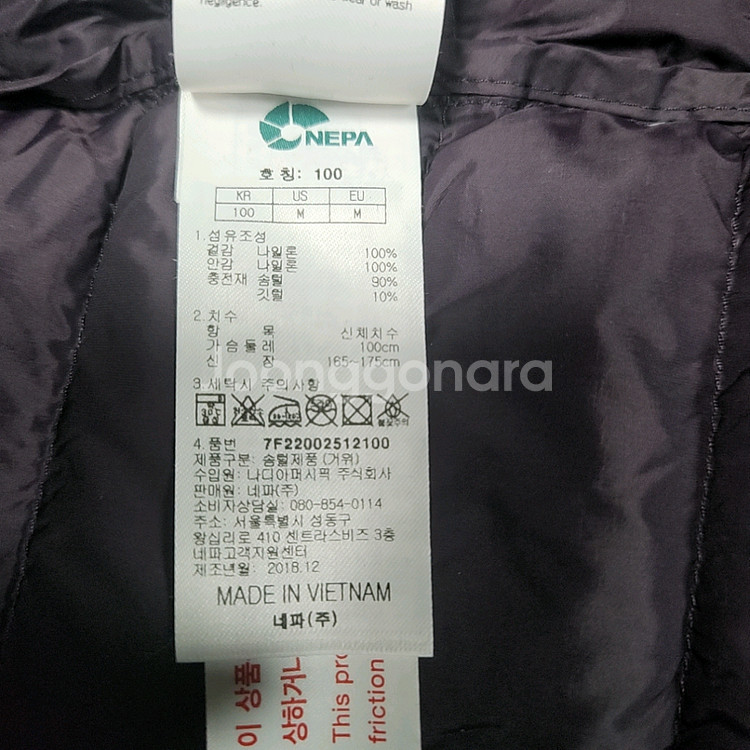 negligence. or wash
NEPA
호 칭: 100
KR US EU
100 M M
1.섬유조성
겉감 나일론 100%
안감 나일론 100%
충전재 솜털 90%
깃털 10%
2.치수
항 목 신체치수
가슴둘레 100cm
신 장 165~175cm
joonggonara
3.세탁시 주의사항
30℃
불꽃주의
4.품번 7F22002512100
제품구분: 솜털제품(거위)
수입원: 나디아퍼시픽 주식회사
판매원: 네파(주)
소비자상담실: 080-854-0114
주소: 서울특별시 성동구
왕십리로 410 센트라스비즈 3층
네파고객지원센터
제조년월: 2018.12
MADE IN VIETNAM
네파(주)
이 상품
상하거나
This pro
friction